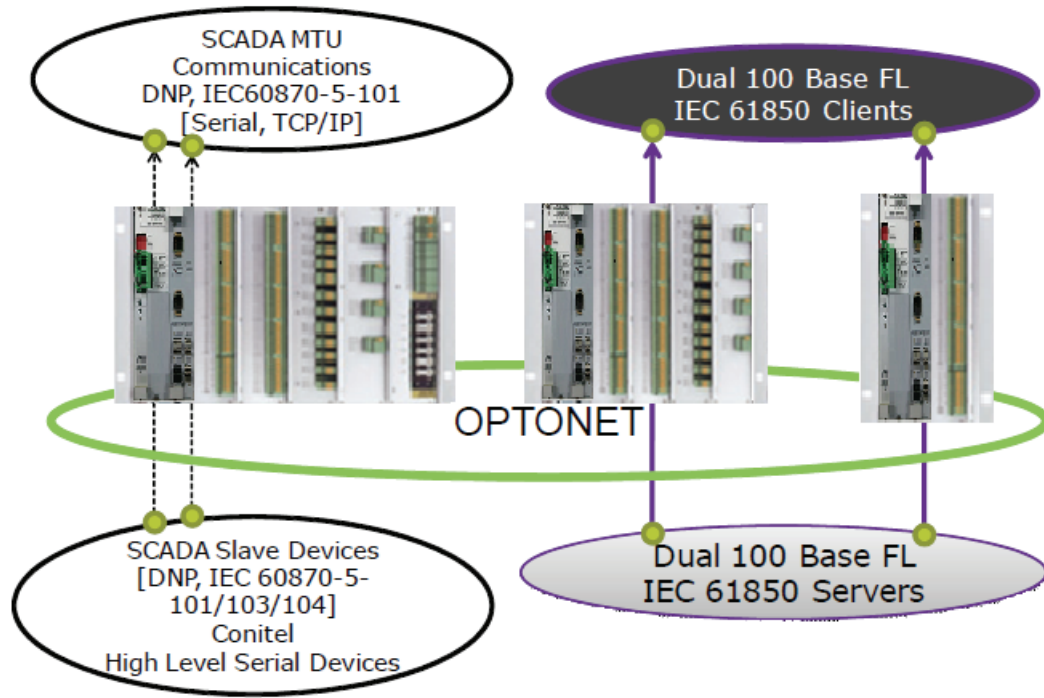 SCADA MTU
Communications
DNP, IEC60870-5-101
[Serial, TCP/IP]
Dual 100 Base FL
IEC 61850 Clients
OPTONET
SCADA Slave Devices
[DNP, IEC 60870-5-
101/103/104]
Conitel
High Level Serial Devices
Dual 100 Base FL
IEC 61850 Servers